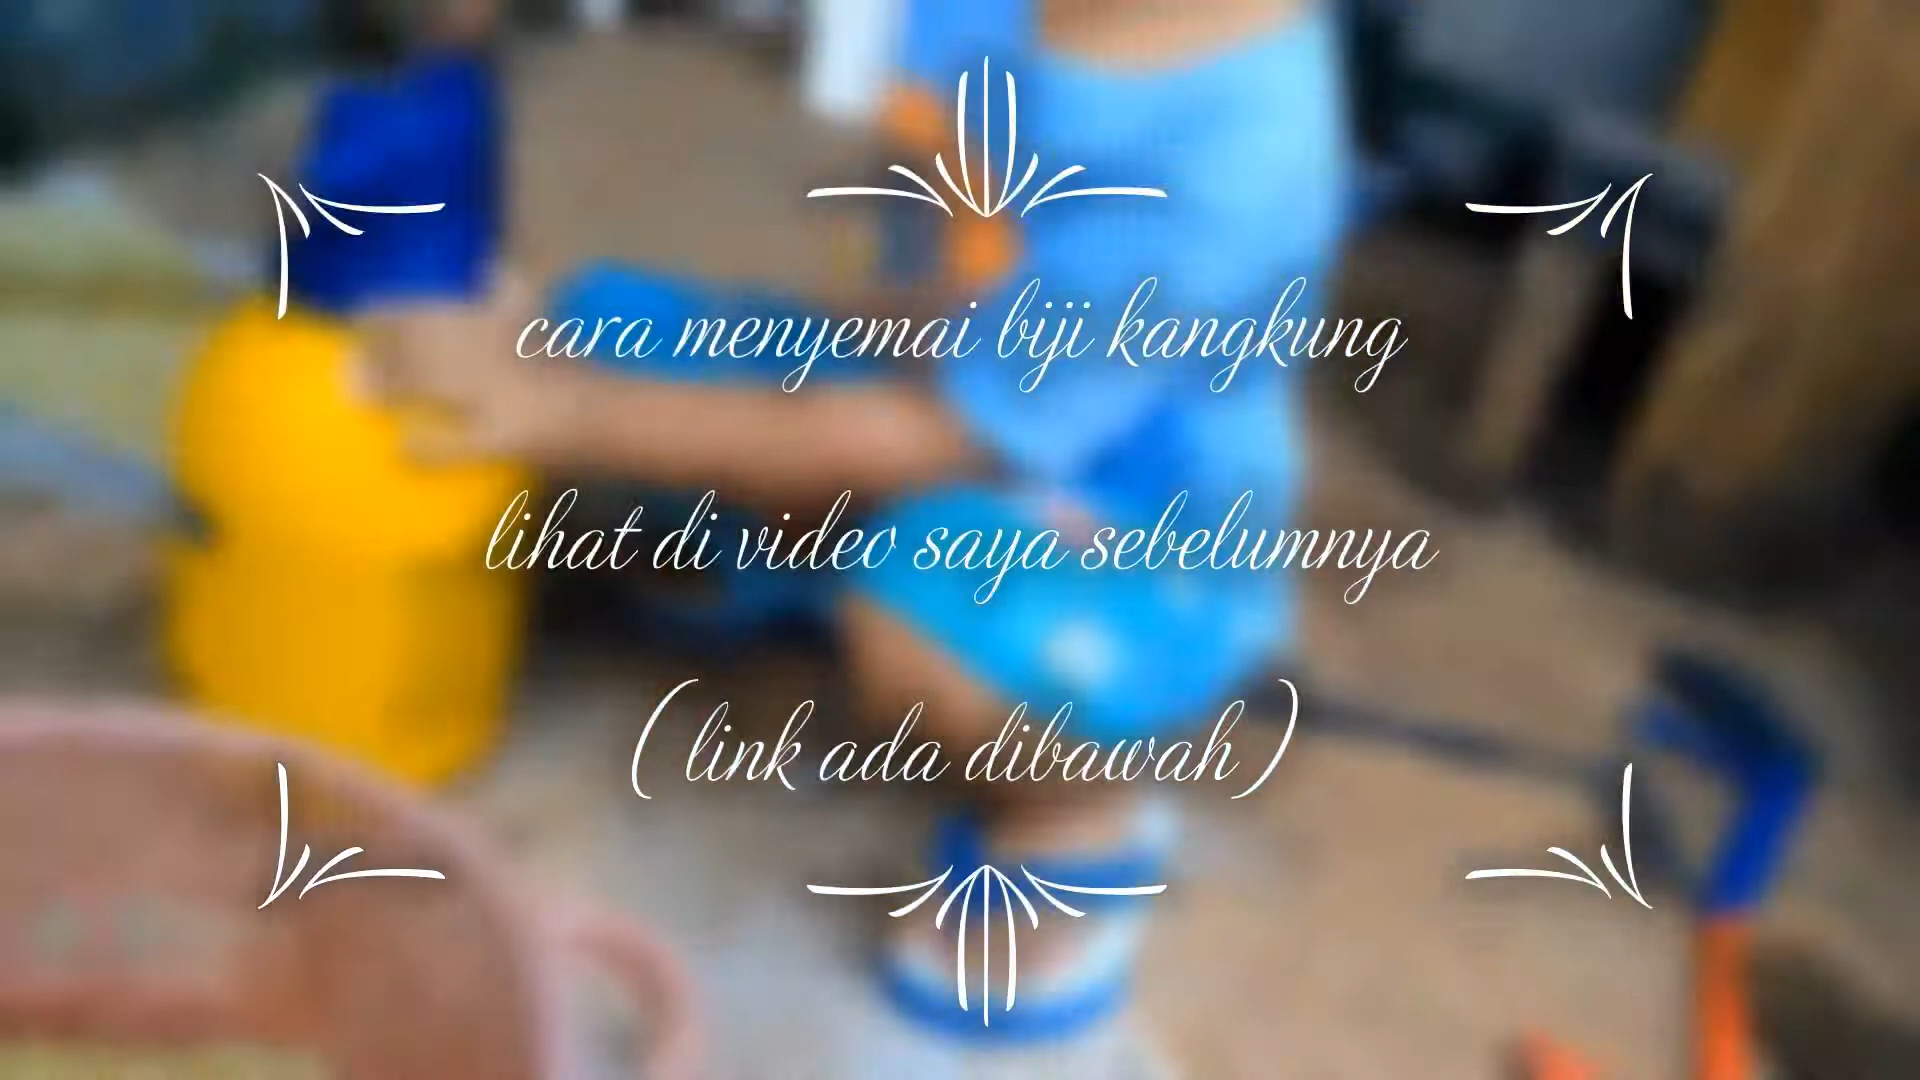 cara menyemai biji kangkung
lihat di video saya sebelumnya
(link ada dibawah)